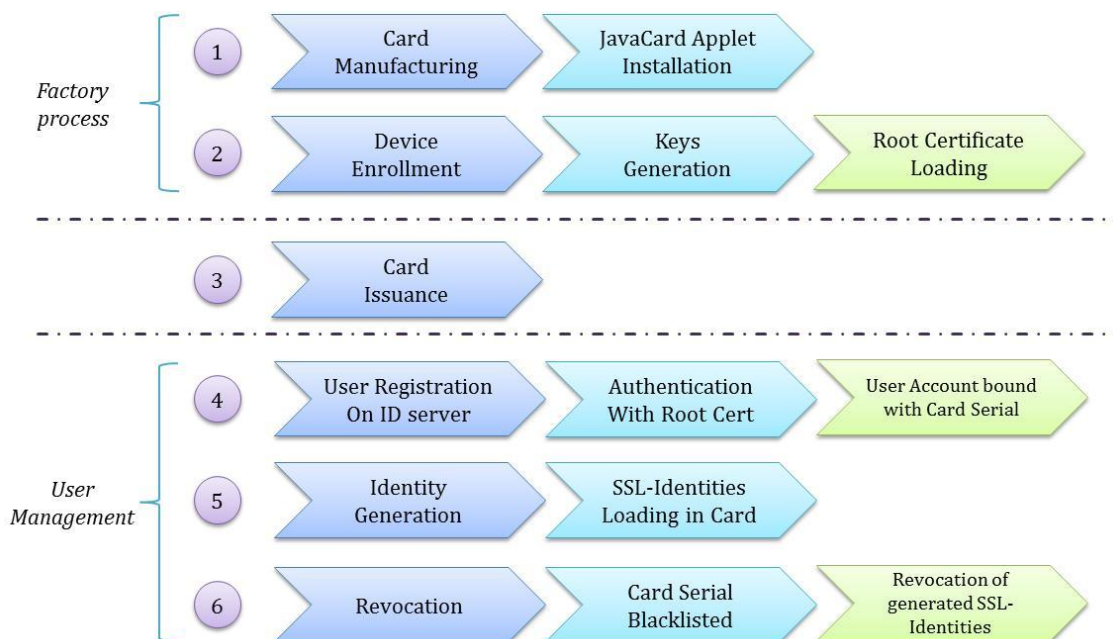 Factory
process
1
Card
Manufacturing
JavaCard Applet
Installation
2
Device
Enrollment
Keys
Generation
Root Certificate
Loading
3
Card
Issuance
User
Management
4
User Registration
On ID server
Authentication
With Root Cert
User Account bound
with Card Serial
5
Identity
Generation
SSL-Identities
Loading in Card
6
Revocation
Card Serial
Blacklisted
Revocation of
generated SSL-
Identities